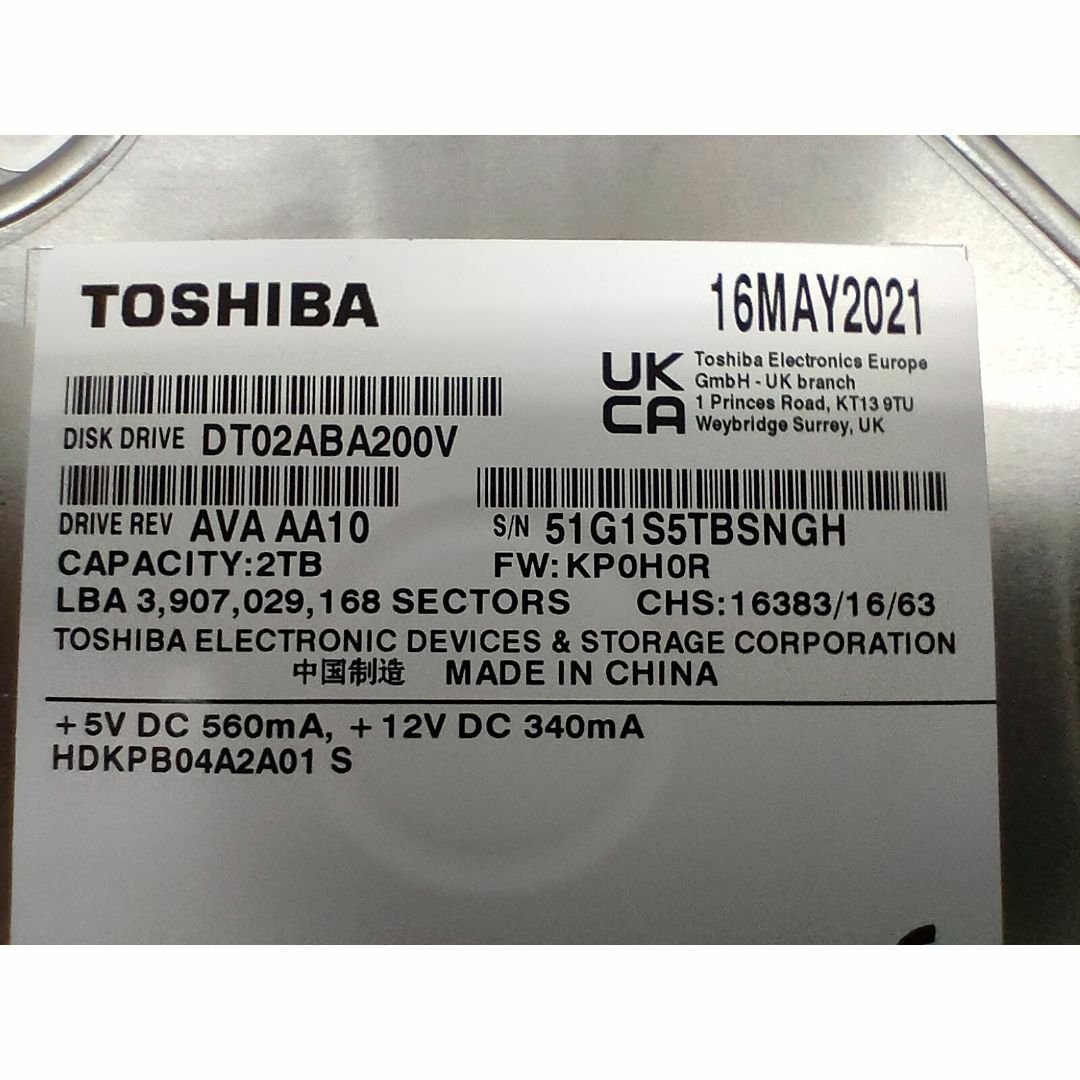 TOSHIBA
16MAY2021
UK
CA
Toshiba Electronics Europe
GmbH - UK branch
1 Princes Road, KT13 9TU
Weybridge Surrey, UK
DISK DRIVE DT02ABA200V
DRIVE REV AVA AA10
S/N 51G1S5TBSNGH
CAPACITY:2TB
FW:KP0H0R
LBA 3,907,029,168 SECTORS
CHS:16383/16/63
TOSHIBA ELECTRONIC DEVICES & STORAGE CORPORATION
中国制造 MADE IN CHINA
+5V DC 560mA, +12V DC 340mA
HDKPB04A2A01 S